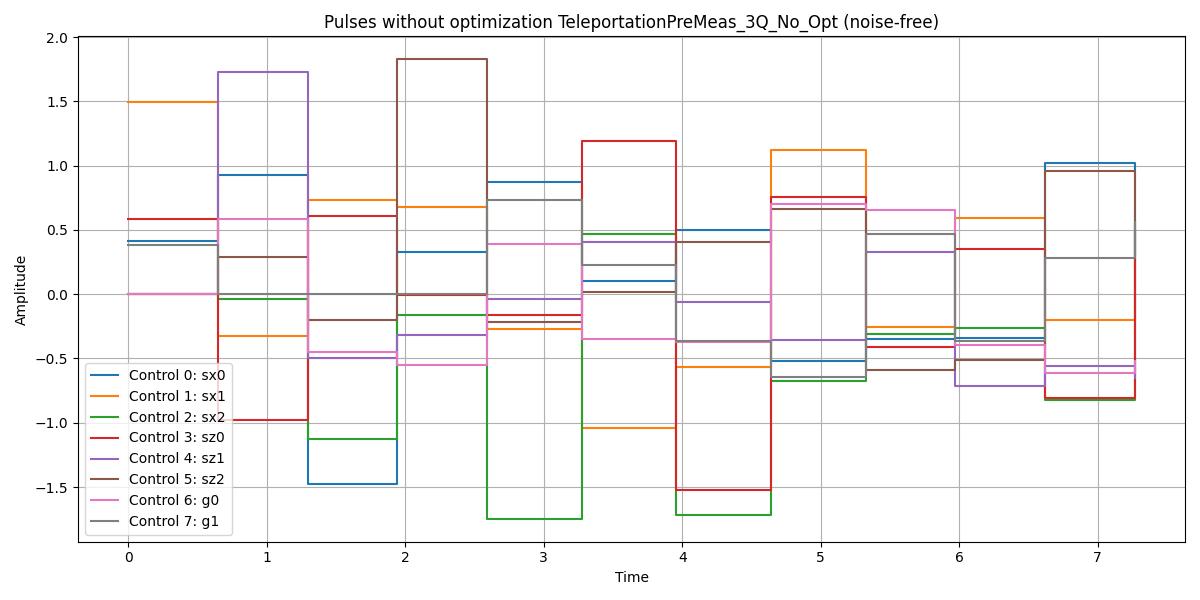 Pulses without optimization TeleportationPreMeas_3Q_No_Opt (noise-free)
2.0
1.5
1.0
0.5
0.0
−0.5
−1.0
−1.5
Amplitude
Control 0: sx0
Control 1: sx1
Control 2: sx2
Control 3: sz0
Control 4: sz1
Control 5: sz2
Control 6: g0
Control 7: g1
0 1 2 3 4 5 6 7
Time